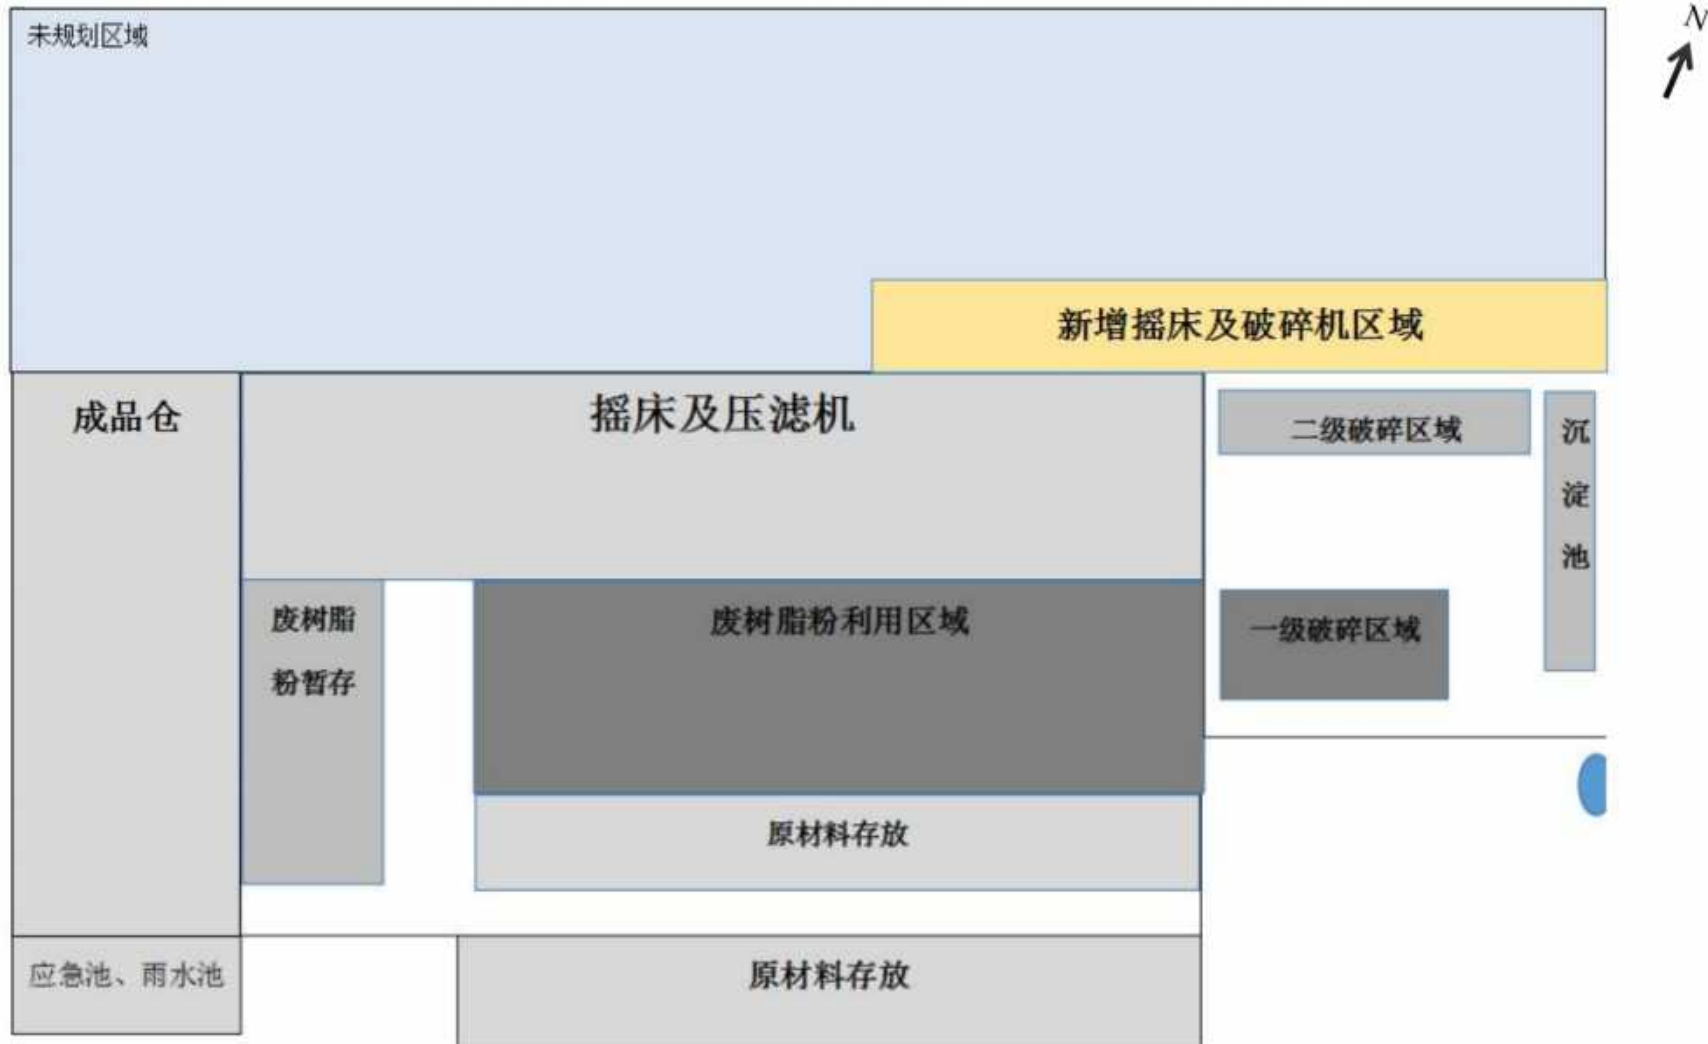 未规划区域
N
新增摇床及破碎机区域
成品仓
摇床及压滤机
二级破碎区域
沉
淀
池
废树脂
粉暂存
废树脂粉利用区域
一级破碎区域
原材料存放
应急池、雨水池
原材料存放